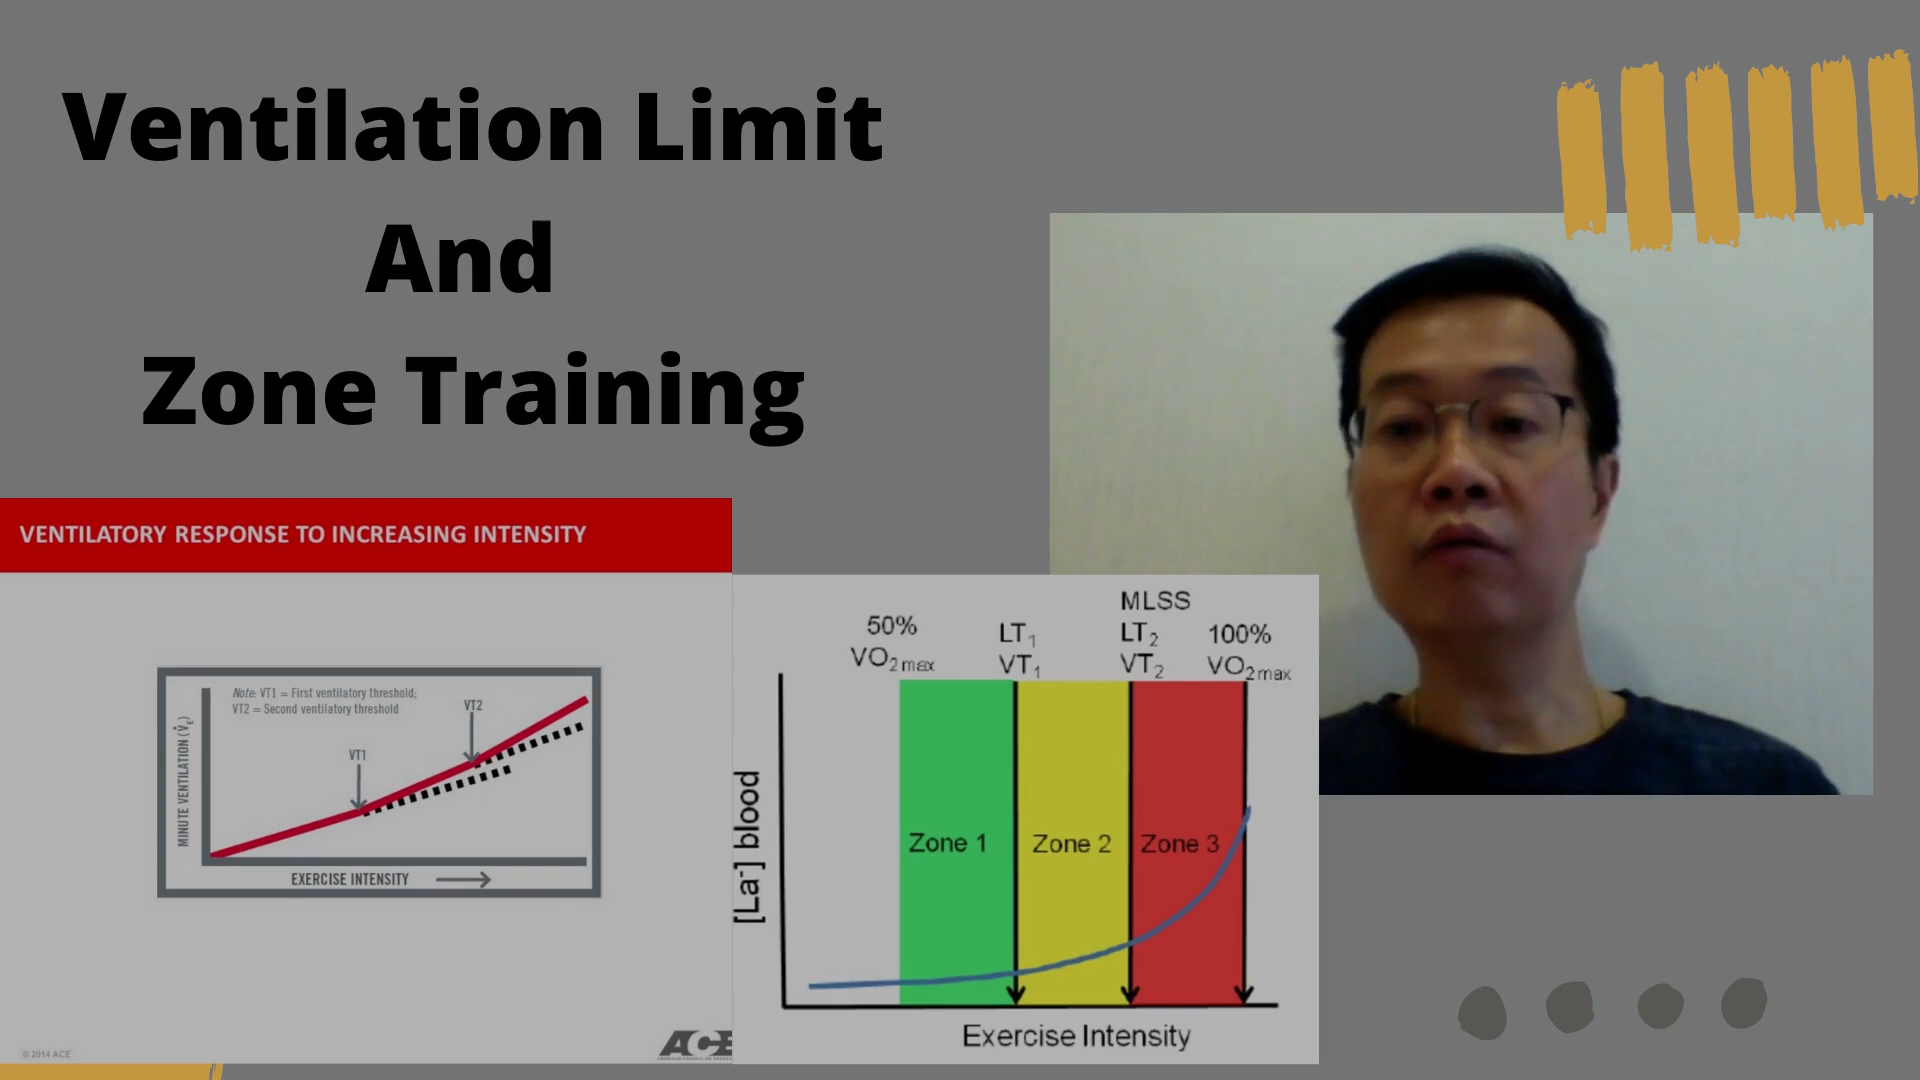 Ventilation Limit
And
Zone Training
VENTILATORY RESPONSE TO INCREASING INTENSITY
Note: VT1 = First ventilatory threshold;
VT2 = Second ventilatory threshold
VT2
VT1
MINUTE VENTILATION (V̇E)
EXERCISE INTENSITY
© 2014 ACE
ACE
50%
VO2max
LT1
VT1
MLSS
LT2
VT2
100%
VO2max
[La-] blood
Zone 1
Zone 2
Zone 3
Exercise Intensity